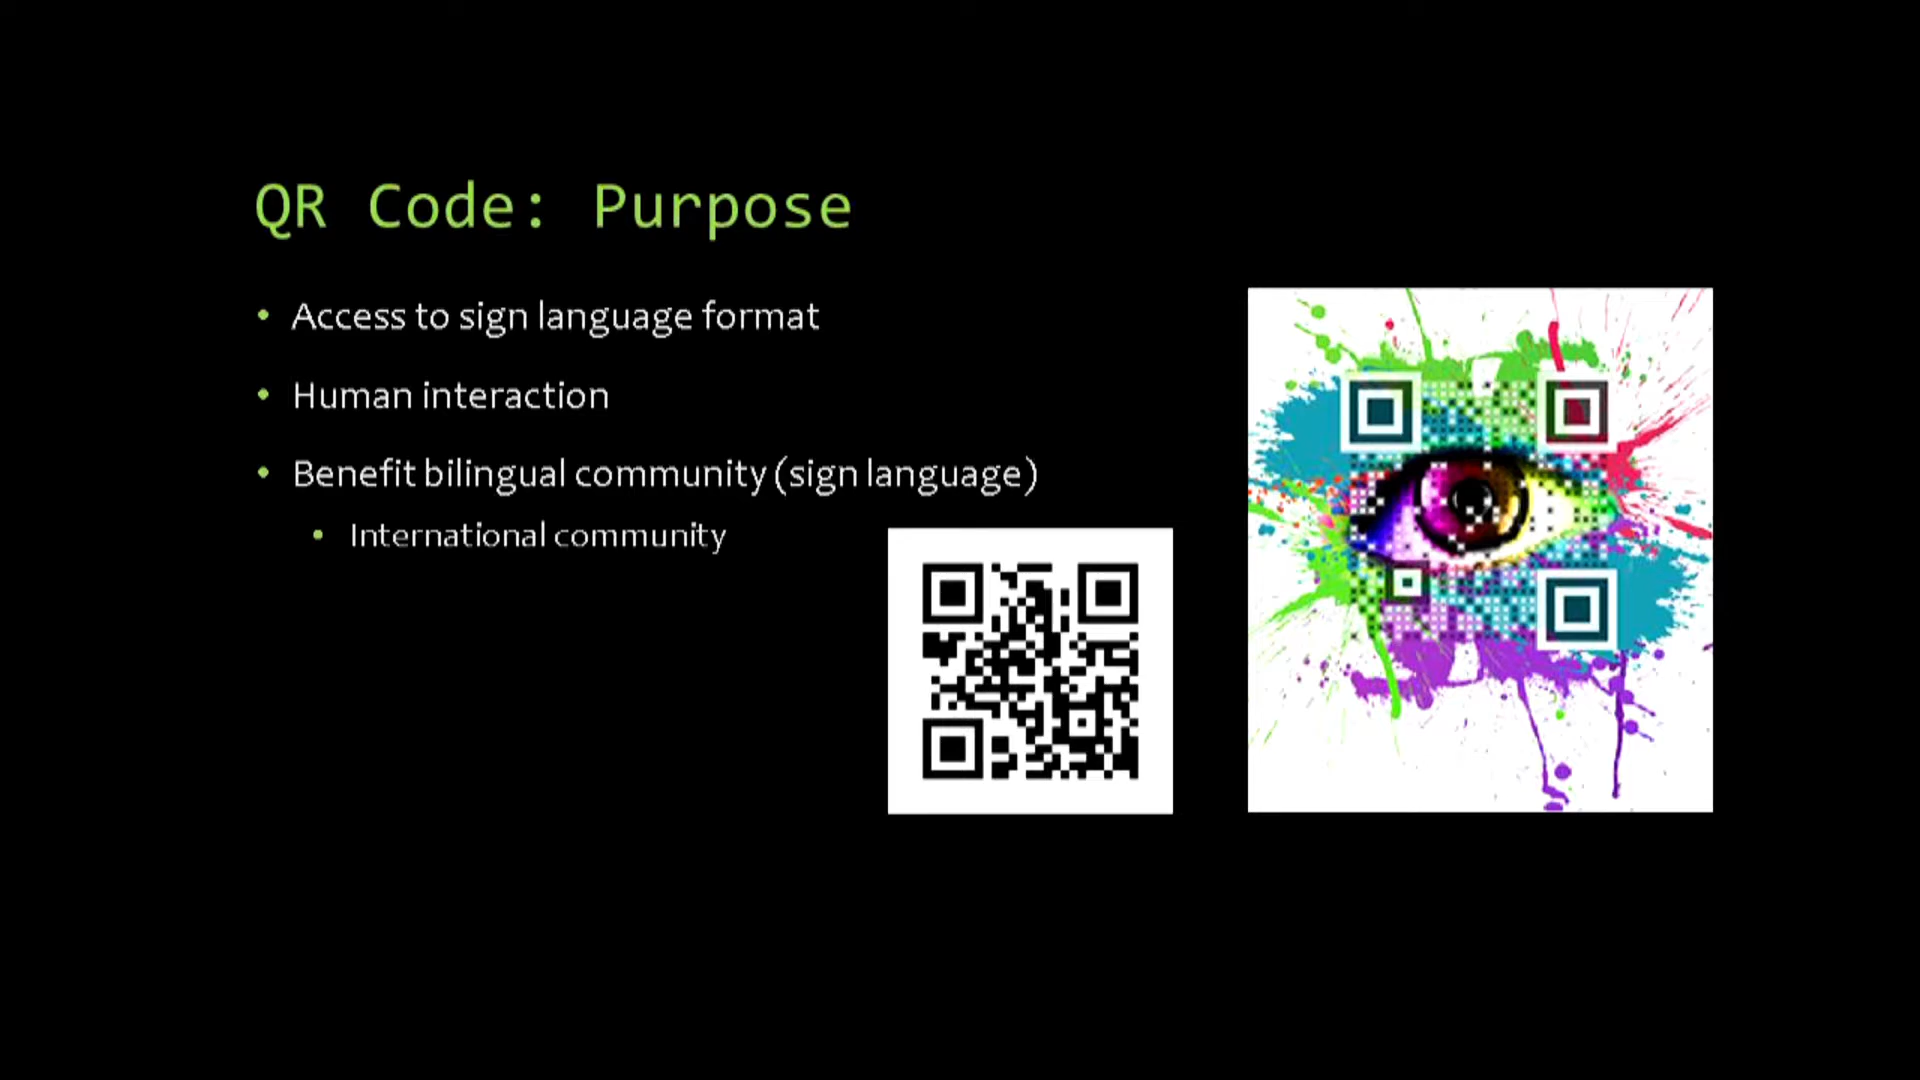 QR Code: Purpose
• Access to sign language format
• Human interaction
• Benefit bilingual community (sign language)
• International community